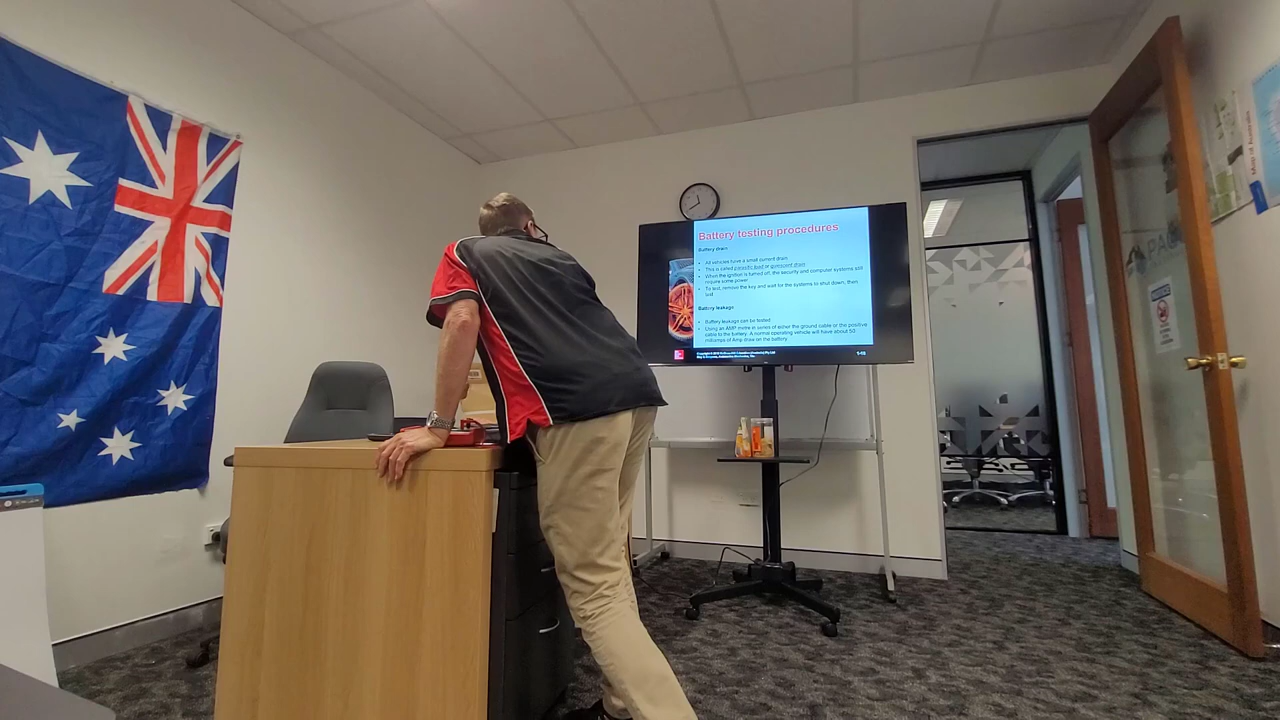 Battery testing procedures
Battery drain
• All vehicles have a small current drain
• This is called parasitic load or quiescent drain
• When the ignition is turned off, the security and computer systems still
require some power
• To test, remove the key and wait for the systems to shut down, then
test
Battery leakage
• Battery leakage can be tested
• Using an AMP metre in series of either the ground cable or the positive
cable to the battery. A normal operating vehicle will have about 50
milliamps of Amp draw on the battery
Map of Australia